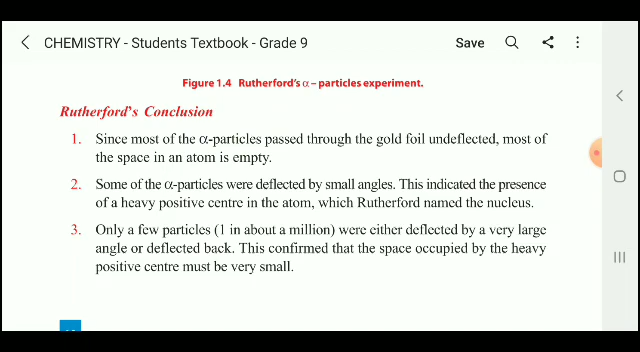 CHEMISTRY - Students Textbook - Grade 9
Save
Figure 1.4 Rutherford's α – particles experiment.
Rutherford's Conclusion
1. Since most of the α-particles passed through the gold foil undeflected, most of
the space in an atom is empty.
2. Some of the α-particles were deflected by small angles. This indicated the presence
of a heavy positive centre in the atom, which Rutherford named the nucleus.
3. Only a few particles (1 in about a million) were either deflected by a very large
angle or deflected back. This confirmed that the space occupied by the heavy
positive centre must be very small.